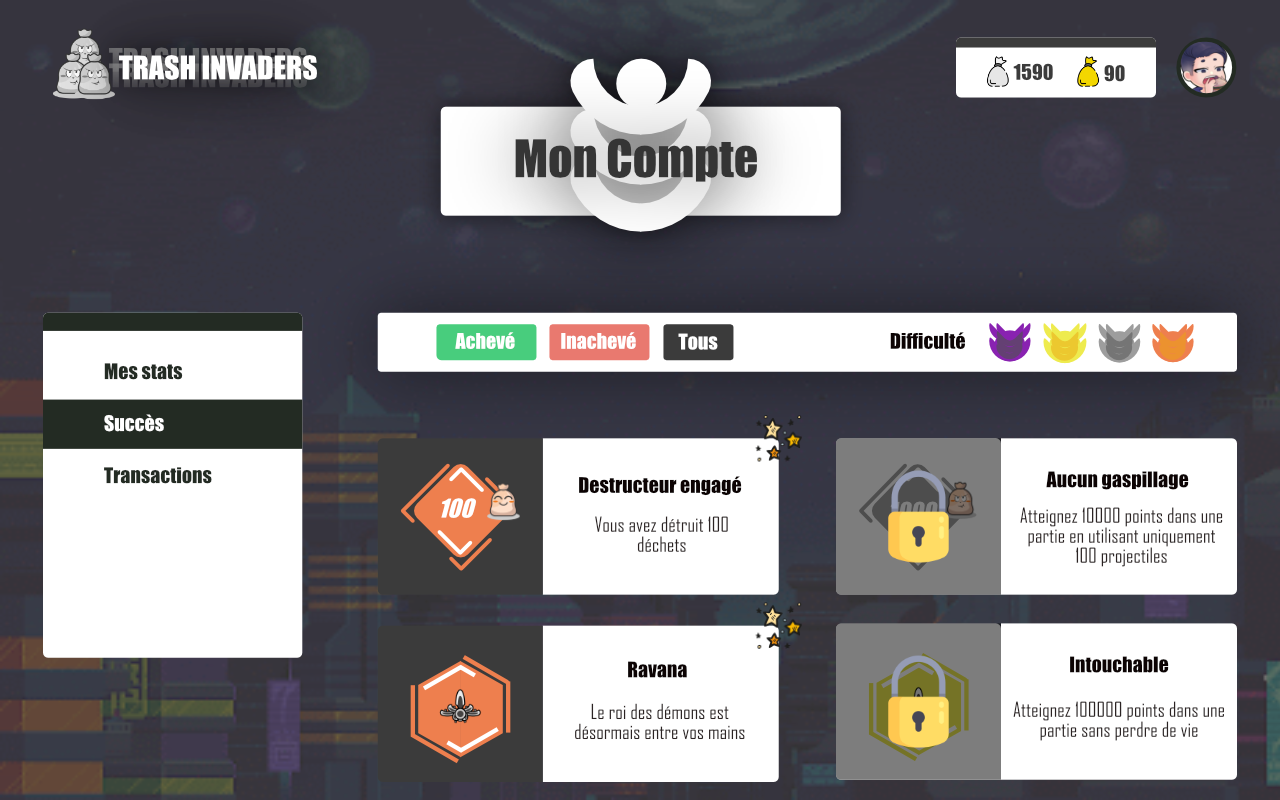 TRASH INVADERS
1590
90
Mon Compte
Achevé
Inachevé
Tous
Difficulté
Mes stats
Succès
Transactions
100
Destructeur engagé
Vous avez détruit 100
déchets
Aucun gaspillage
Atteignez 10000 points dans une
partie en utilisant uniquement
100 projectiles
Ravana
Le roi des démons est
désormais entre vos mains
Intouchable
Atteignez 100000 points dans une
partie sans perdre de vie